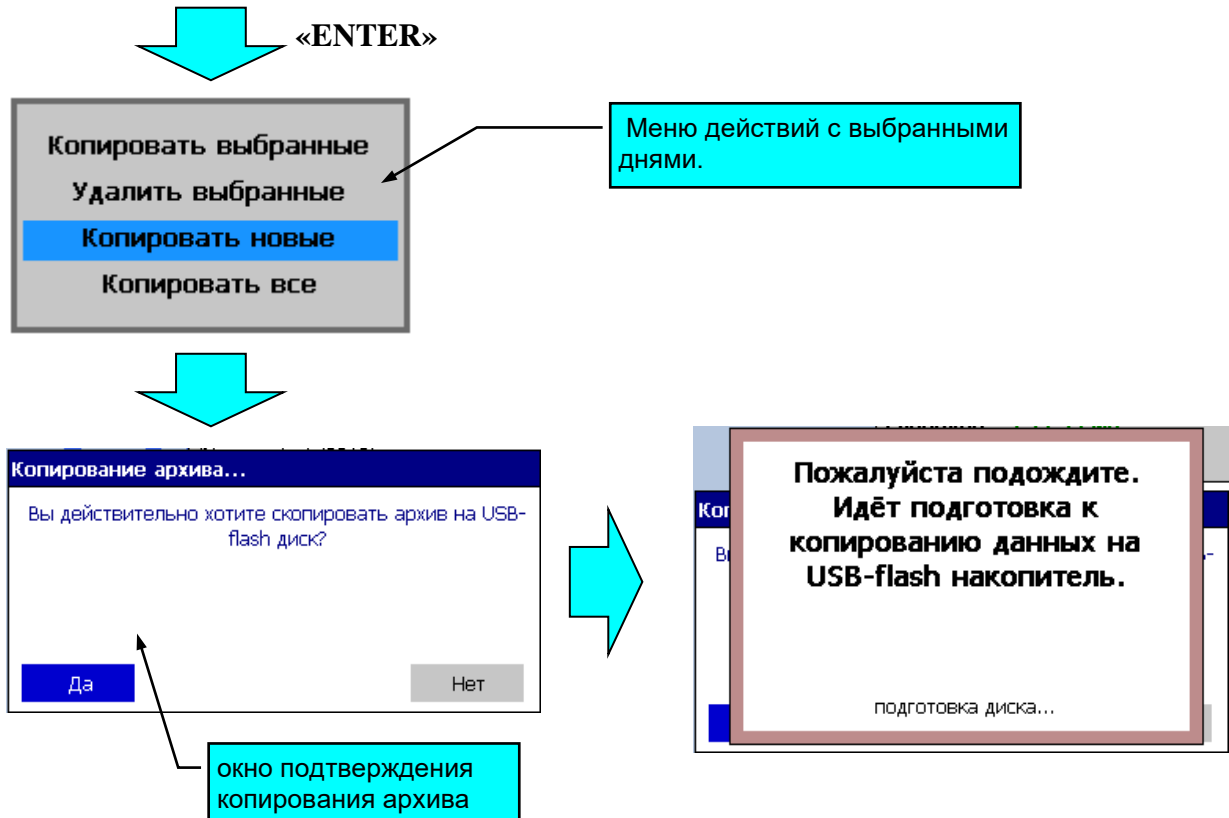 «ENTER»
Копировать выбранные
Удалить выбранные
Копировать новые
Копировать все
Меню действий с выбранными
днями.
Копирование архива...
Вы действительно хотите скопировать архив на USB-
flash диск?
Да
Нет
окно подтверждения
копирования архива
Пожалуйста подождите.
Идёт подготовка к
копированию данных на
USB-flash накопитель.
подготовка диска...